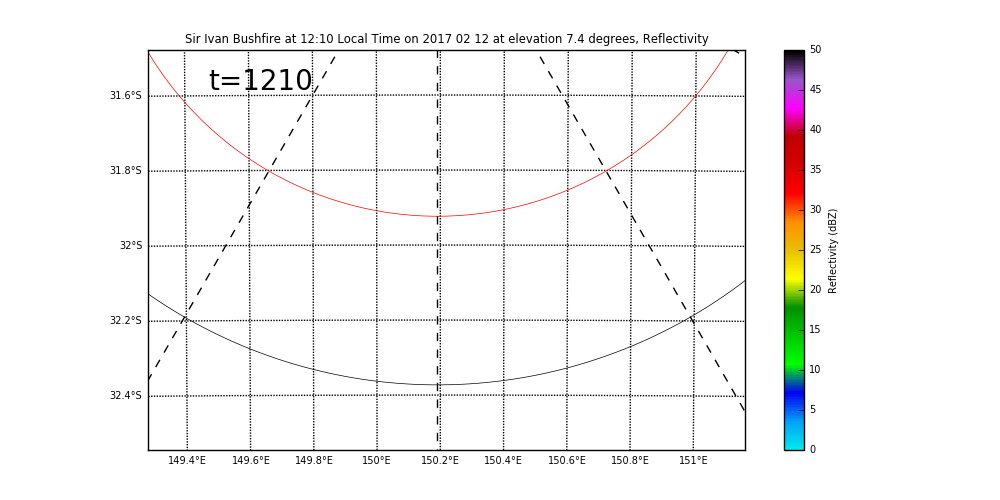 Sir Ivan Bushfire at 12:10 Local Time on 2017 02 12 at elevation 7.4 degrees, Reflectivity
t=1210
31.6°S
31.8°S
32°S
32.2°S
32.4°S
149.4°E 149.6°E 149.8°E 150°E 150.2°E 150.4°E 150.6°E 150.8°E 151°E
50
45
40
35
30
25
20
15
10
5
0
Reflectivity (dBZ)